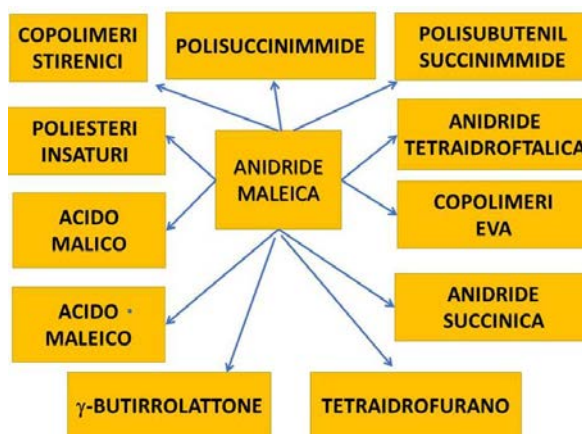 COPOLIMERI
STIRENICI
POLISUCCINIMMIDE
POLISUBUTENIL
SUCCINIMMIDE
POLIESTERI
INSATURI
ANIDRIDE
MALEICA
ANIDRIDE
TETRAIDROFTALICA
ACIDO
MALICO
COPOLIMERI
EVA
ACIDO
MALEICO
ANIDRIDE
SUCCINICA
γ-BUTIRROLATTONE
TETRAIDROFURANO